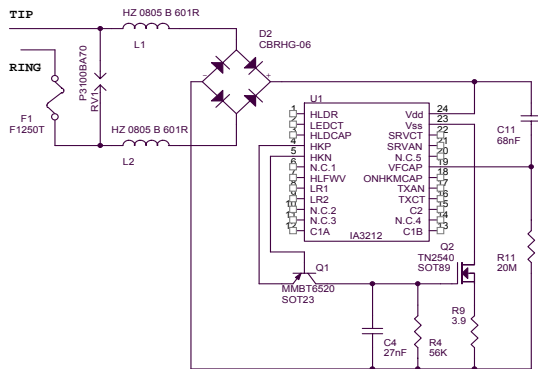 TIP
HZ 0805 B 601R
L1
D2
CBRHG-06
RING
P3100BA70
RV1
F1
F1250T
HZ 0805 B 601R
L2
-
+
U1
1 HLDR Vdd 24
2 LEDCT Vss 23
3 HLDCAP SRVCT 22
4 HKP SRVAN 21
5 HKN N.C.5 20
6 N.C.1 VFCAP 19
7 HLFWV ONHKMCAP 18
8 LR1 TXAN 17
9 LR2 TXCT 16
10 N.C.2 C2 15
11 N.C.3 N.C.4 14
12 C1A C1B 13
IA3212
C11
68nF
Q2
TN2540
SOT89
R11
20M
Q1
MMBT6520
SOT23
R9
3.9
C4
27nF
R4
56K